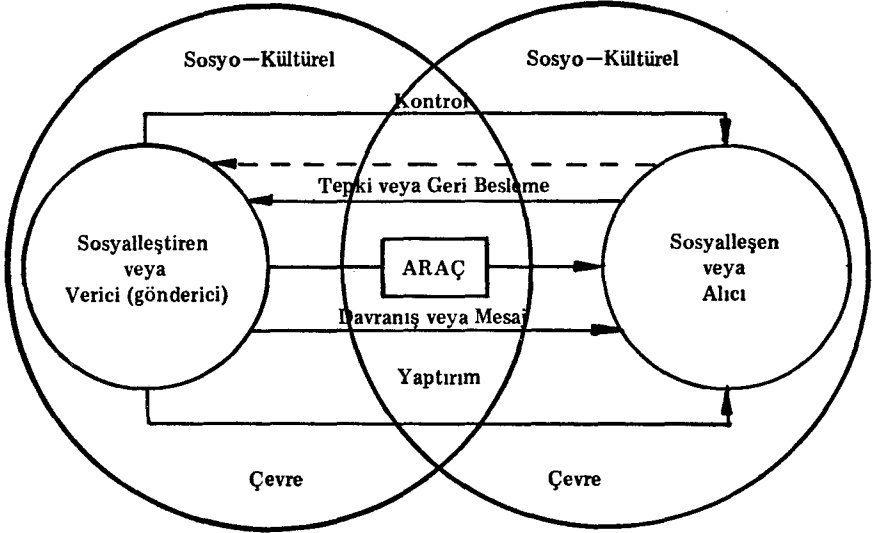 Sosyo—Kültürel
Sosyo—Kültürel
Kontrol
Tepki veya Geri Besleme
Sosyalleştiren
veya
Verici (gönderici)
ARAÇ
Sosyalleşen
veya
Alıcı
Davranış veya Mesaj
Yaptırım
Çevre
Çevre